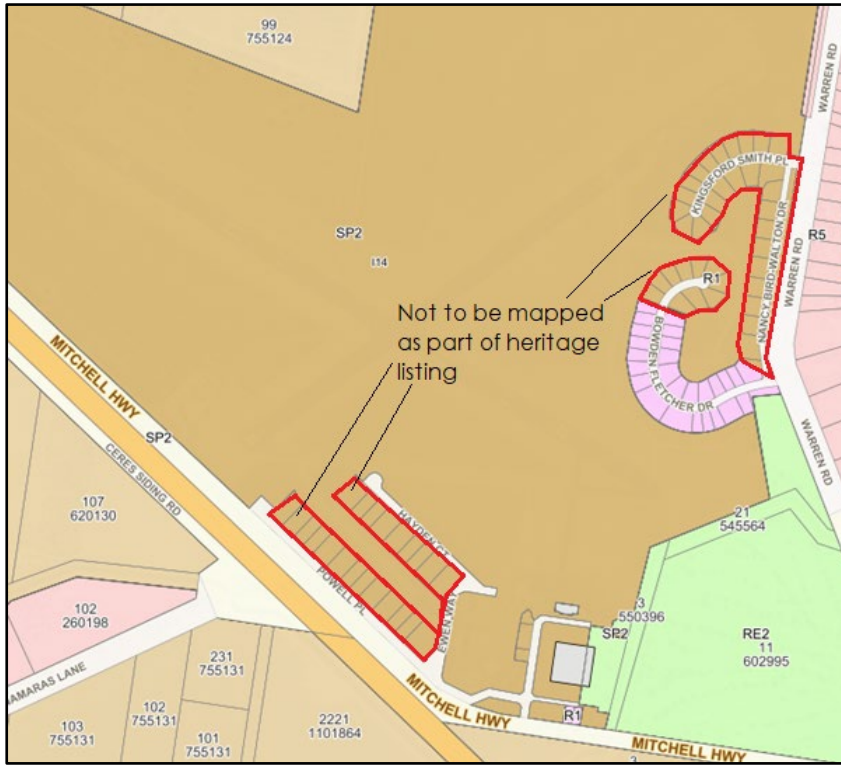 99
755124
WARREN RD
KINGSFORD SMITH PL
SP2
I14
R5
NANCY BIRD-WALTON DR
WARREN RD
R1
Not to be mapped
as part of heritage
listing
BOWDEN FLETCHER DR
MITCHELL HWY
SP2
CERES SIDING RD
WARREN RD
107
620130
21
545564
HAYDEN CT
POWELL PL
102
260198
EWEN WAY
3
550396
SP2
RE2
11
602995
NAMARAS LANE
231
755131
102
755131
103
755131
101
755131
2221
1101864
MITCHELL HWY
R1
MITCHELL HWY